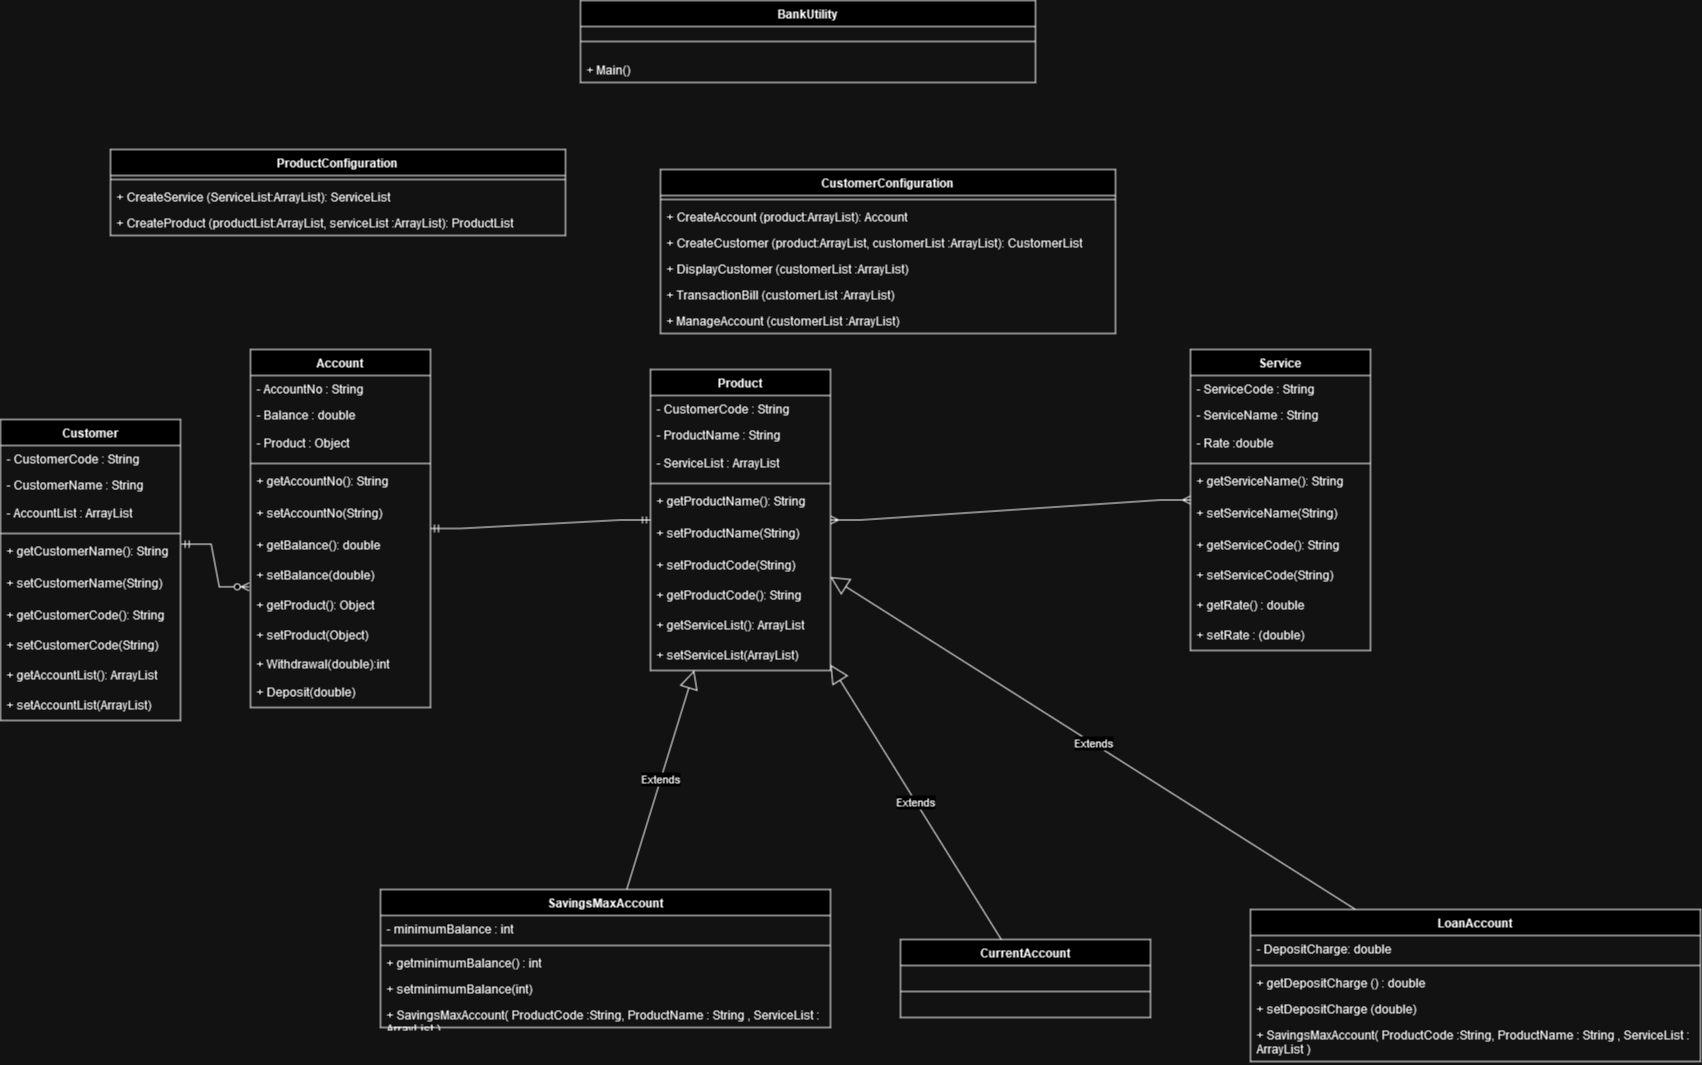 BankUtility
+ Main()
ProductConfiguration
+ CreateService (ServiceList:ArrayList): ServiceList
+ CreateProduct (productList:ArrayList, serviceList :ArrayList): ProductList
CustomerConfiguration
+ CreateAccount (product:ArrayList): Account
+ CreateCustomer (product:ArrayList, customerList :ArrayList): CustomerList
+ DisplayCustomer (customerList :ArrayList)
+ TransactionBill (customerList :ArrayList)
+ ManageAccount (customerList :ArrayList)
Customer
- CustomerCode : String
- CustomerName : String
- AccountList : ArrayList
+ getCustomerName(): String
+ setCustomerName(String)
+ getCustomerCode(): String
+ setCustomerCode(String)
+ getAccountList(): ArrayList
+ setAccountList(ArrayList)
Account
- AccountNo : String
- Balance : double
- Product : Object
+ getAccountNo(): String
+ setAccountNo(String)
+ getBalance(): double
+ setBalance(double)
+ getProduct(): Object
+ setProduct(Object)
+ Withdrawal(double):int
+ Deposit(double)
Product
- CustomerCode : String
- ProductName : String
- ServiceList : ArrayList
+ getProductName(): String
+ setProductName(String)
+ setProductCode(String)
+ getProductCode(): String
+ getServiceList(): ArrayList
+ setServiceList(ArrayList)
Service
- ServiceCode : String
- ServiceName : String
- Rate :double
+ getServiceName(): String
+ setServiceName(String)
+ getServiceCode(): String
+ setServiceCode(String)
+ getRate() : double
+ setRate : (double)
Extends
Extends
Extends
SavingsMaxAccount
- minimumBalance : int
+ getminimumBalance() : int
+ setminimumBalance(int)
+ SavingsMaxAccount( ProductCode :String, ProductName : String , ServiceList :
ArrayList )
CurrentAccount
LoanAccount
- DepositCharge: double
+ getDepositCharge () : double
+ setDepositCharge (double)
+ SavingsMaxAccount( ProductCode :String, ProductName : String , ServiceList :
ArrayList )